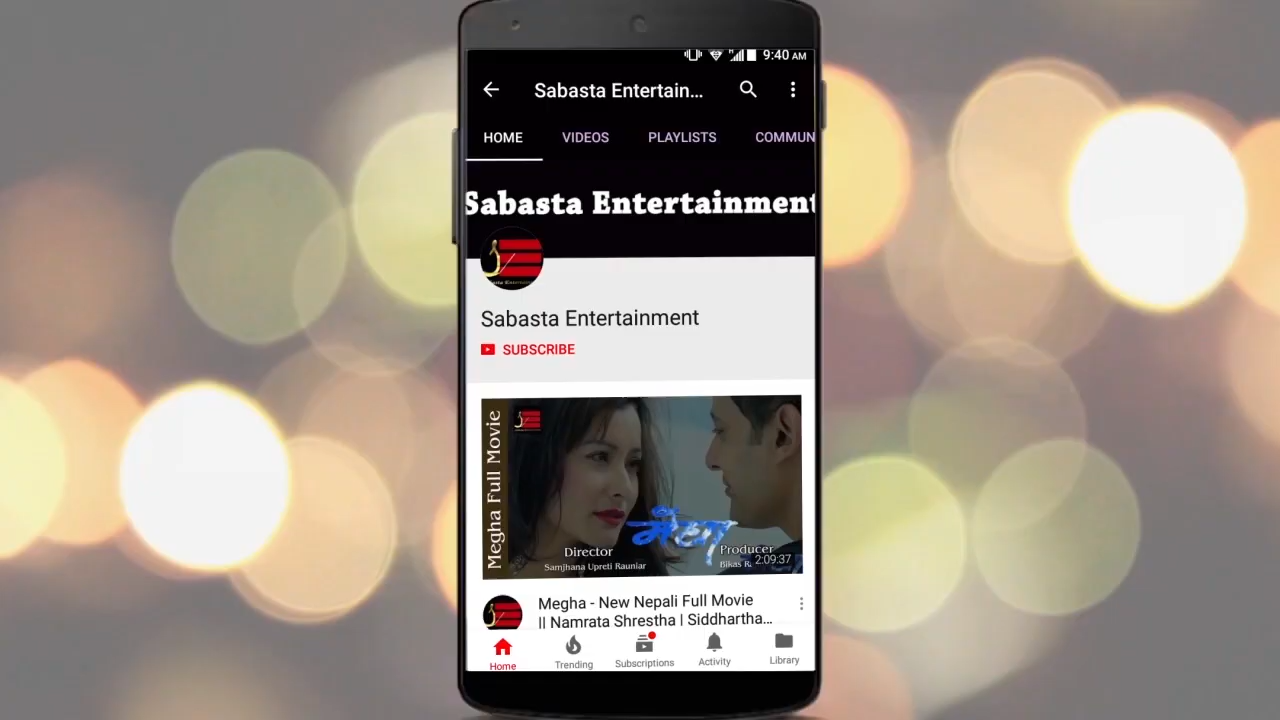 9:40 AM
Sabasta Entertain...
HOME VIDEOS PLAYLISTS COMMUN
Sabasta Entertainment
Sabasta Entertainment
SUBSCRIBE
Megha Full Movie
मेघा
Director
Samjhana Upreti Rauniar
Producer
Bikas R
2:09:37
Megha - New Nepali Full Movie
|| Namrata Shrestha | Siddhartha...
Home Trending Subscriptions Activity Library